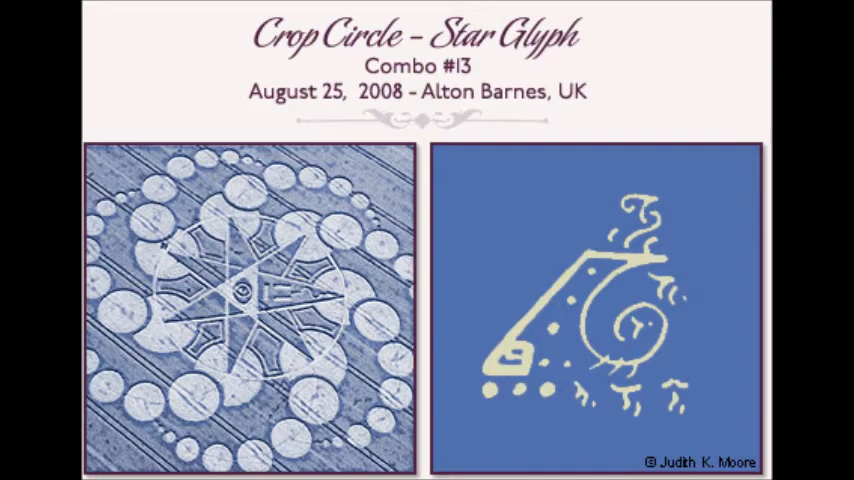 Crop Circle - Star Glyph
Combo #13
August 25, 2008 - Alton Barnes, UK
© Judith K. Moore